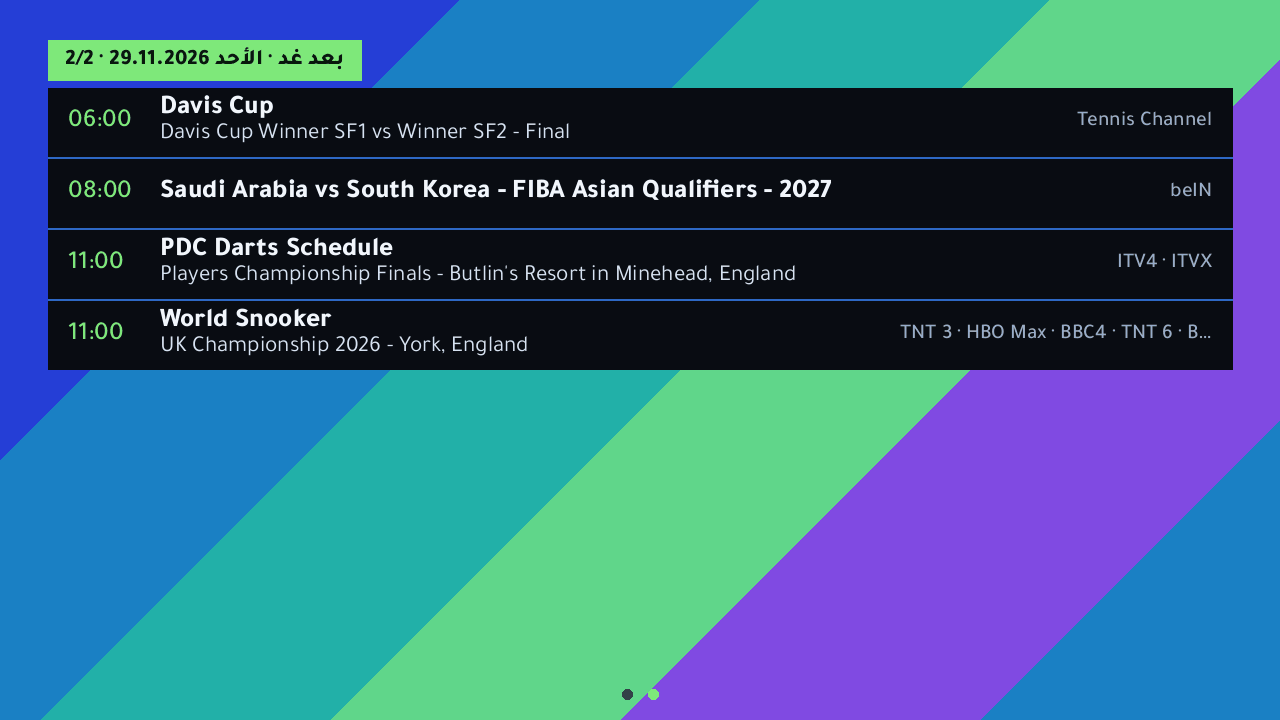 بعد غد · الأحد 29.11.2026 · 2/2
06:00
Davis Cup
Davis Cup Winner SF1 vs Winner SF2 - Final
Tennis Channel
08:00
Saudi Arabia vs South Korea - FIBA Asian Qualifiers - 2027
beIN
11:00
PDC Darts Schedule
Players Championship Finals - Butlin's Resort in Minehead, England
ITV4 · ITVX
11:00
World Snooker
UK Championship 2026 - York, England
TNT 3 · HBO Max · BBC4 · TNT 6 · B...